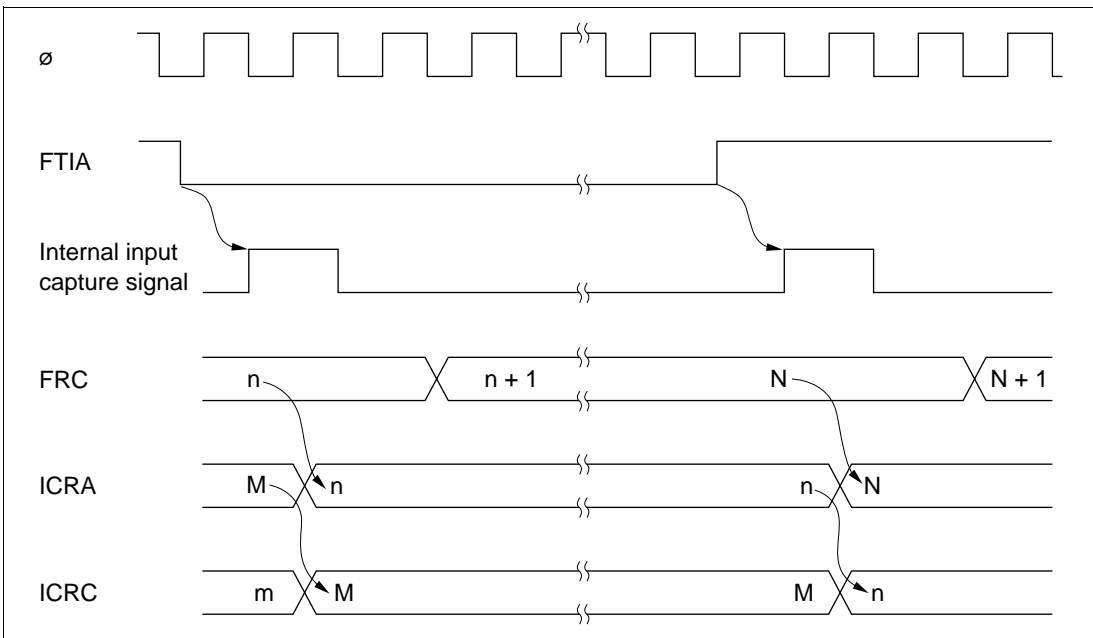 ø
FTIA
Internal input
capture signal
FRC n n + 1 N N + 1
ICRA M n n N
ICRC m M M n